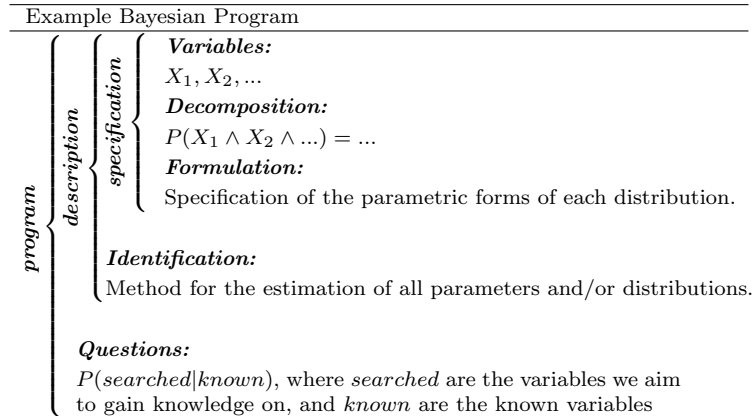 Example Bayesian Program
program
description
specification
Variables:
X₁, X₂, ...
Decomposition:
P(X₁ ∧ X₂ ∧ ...) = ...
Formulation:
Specification of the parametric forms of each distribution.
Identification:
Method for the estimation of all parameters and/or distributions.
Questions:
P(searched|known), where searched are the variables we aim
to gain knowledge on, and known are the known variables